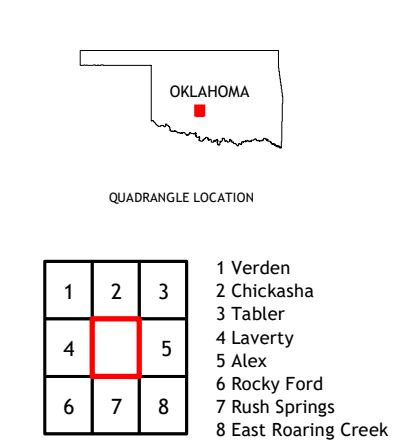 OKLAHOMA
QUADRANGLE LOCATION
1 2 3
4 5
6 7 8
1 Verden
2 Chickasha
3 Tabler
4 Laverty
5 Alex
6 Rocky Ford
7 Rush Springs
8 East Roaring Creek